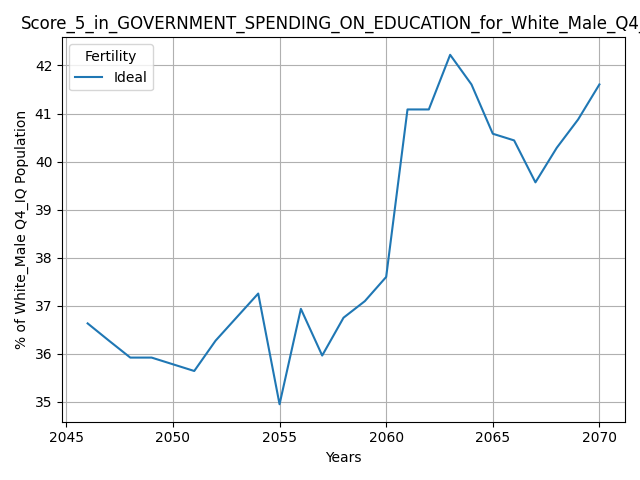 Score_5_in_GOVERNMENT_SPENDING_ON_EDUCATION_for_White_Male_Q4_
Fertility
Ideal
42
41
40
39
38
37
36
35
% of White_Male Q4_IQ Population
2045
2050
2055
2060
2065
2070
Years